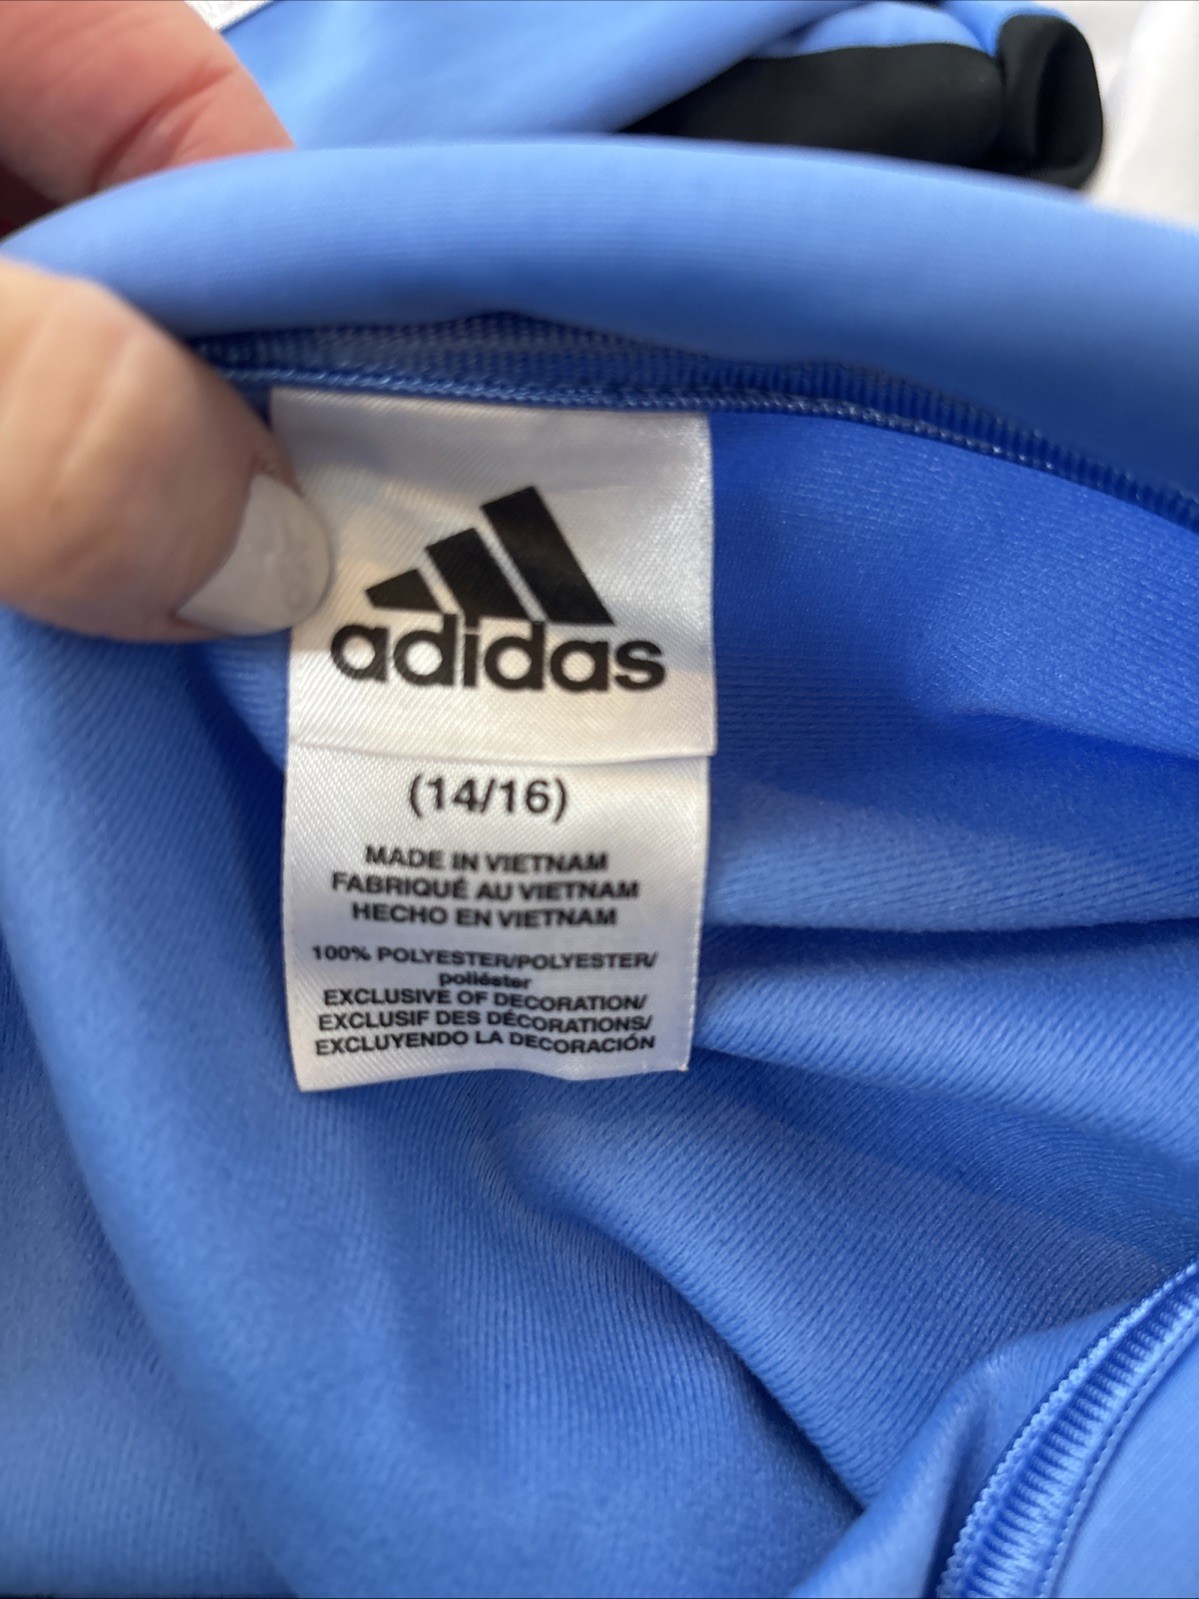 adidas
(14/16)
MADE IN VIETNAM
FABRIQUÉ AU VIETNAM
HECHO EN VIETNAM
100% POLYESTER/POLYESTER/
poliéster
EXCLUSIVE OF DECORATION/
EXCLUSIF DES DÉCORATIONS/
EXCLUYENDO LA DECORACIÓN